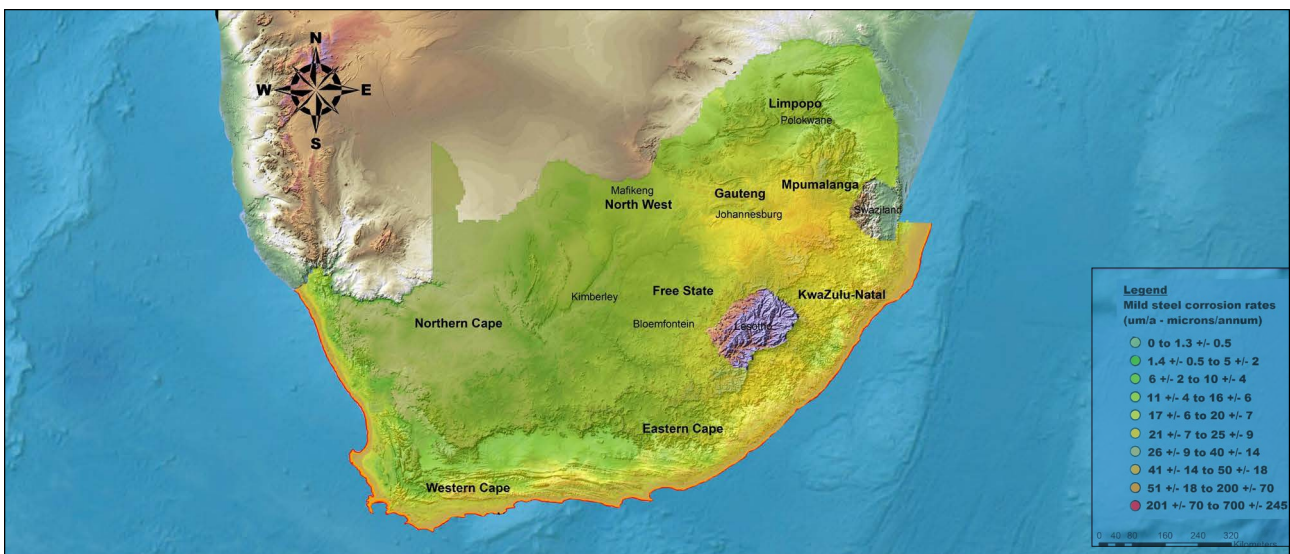 N
W
E
S
Limpopo
Polokwane
Mpumalanga
Gauteng
Mafikeng
North West
Johannesburg
Swaziland
Free State
KwaZulu-Natal
Kimberley
Northern Cape
Bloemfontein
Lesotho
Eastern Cape
Western Cape
Legend
Mild steel corrosion rates
(um/a - microns/annum)
0 to 1.3 +/- 0.5
1.4 +/- 0.5 to 5 +/- 2
6 +/- 2 to 10 +/- 4
11 +/- 4 to 16 +/- 6
17 +/- 6 to 20 +/- 7
21 +/- 7 to 25 +/- 9
26 +/- 9 to 40 +/- 14
41 +/- 14 to 50 +/- 18
51 +/- 18 to 200 +/- 70
201 +/- 70 to 700 +/- 245
0 40 80 160 240 320
Kilometers